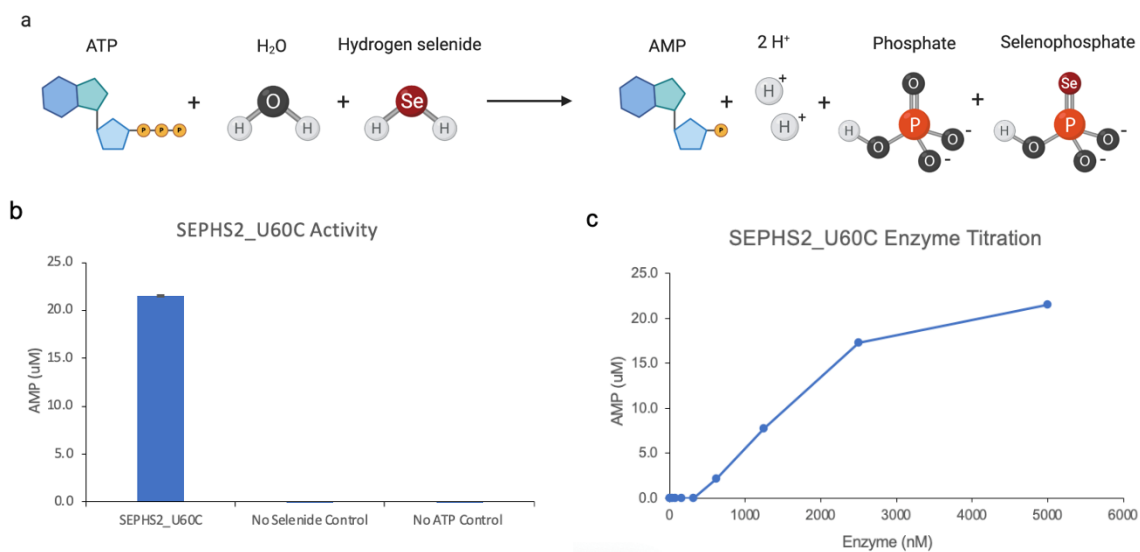 a
ATP
H₂O
Hydrogen selenide
AMP
2 H⁺
Phosphate
Selenophosphate
P P P
+
O
H H
+
Se
H H
P
+
H +
H +
+
O
P
H O O - O -
+
Se
P
H O O - O -
b
SEPHS2_U60C Activity
AMP (uM)
25.0
20.0
15.0
10.0
5.0
0.0
SEPHS2_U60C No Selenide Control No ATP Control
c
SEPHS2_U60C Enzyme Titration
AMP (uM)
25.0
20.0
15.0
10.0
5.0
0.0
0 1000 2000 3000 4000 5000 6000
Enzyme (nM)